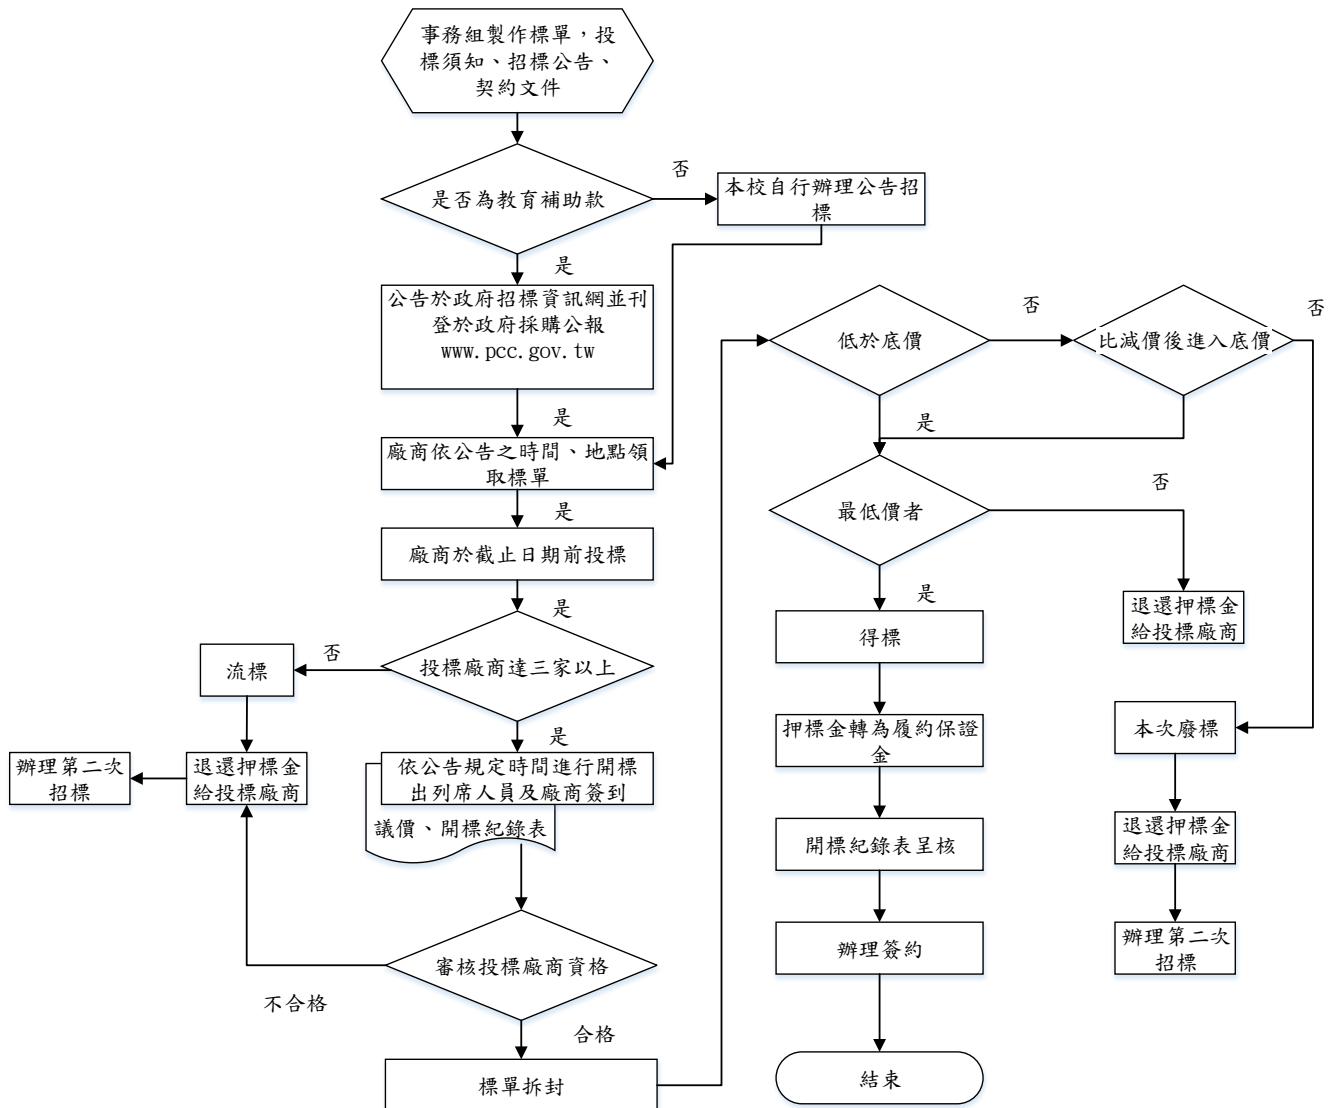 事務組製作標單，投
標須知、招標公告、
契約文件
是否為教育補助款
否
本校自行辦理公告招
標
是
公告於政府招標資訊網並刊
登於政府採購公報
www.pcc.gov.tw
是
廠商依公告之時間、地點領
取標單
是
廠商於截止日期前投標
是
投標廠商達三家以上
否
流標
是
退還押標金
給投標廠商
辦理第二次
招標
依公告規定時間進行開標
出列席人員及廠商簽到
議價、開標紀錄表
審核投標廠商資格
不合格
合格
標單拆封
低於底價
否
比減價後進入底價
否
是
最低價者
否
退還押標金
給投標廠商
是
得標
押標金轉為履約保證
金
開標紀錄表呈核
辦理簽約
結束
本次廢標
退還押標金
給投標廠商
辦理第二次
招標